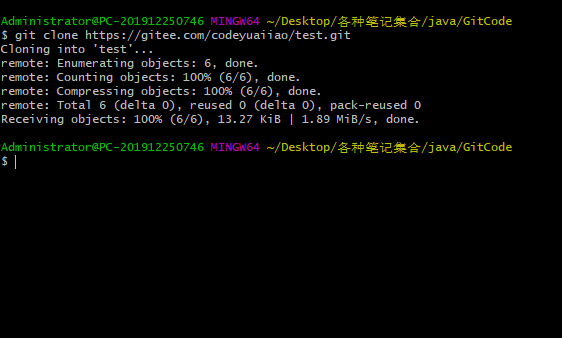 Administrator@PC-201912250746 MINGW64 ~/Desktop/各种笔记集合/java/GitCode
$ git clone https://gitee.com/codeyuaiiao/test.git
Cloning into 'test'...
remote: Enumerating objects: 6, done.
remote: Counting objects: 100% (6/6), done.
remote: Compressing objects: 100% (6/6), done.
remote: Total 6 (delta 0), reused 0 (delta 0), pack-reused 0
Receiving objects: 100% (6/6), 13.27 KiB | 1.89 MiB/s, done.
Administrator@PC-201912250746 MINGW64 ~/Desktop/各种笔记集合/java/GitCode
$